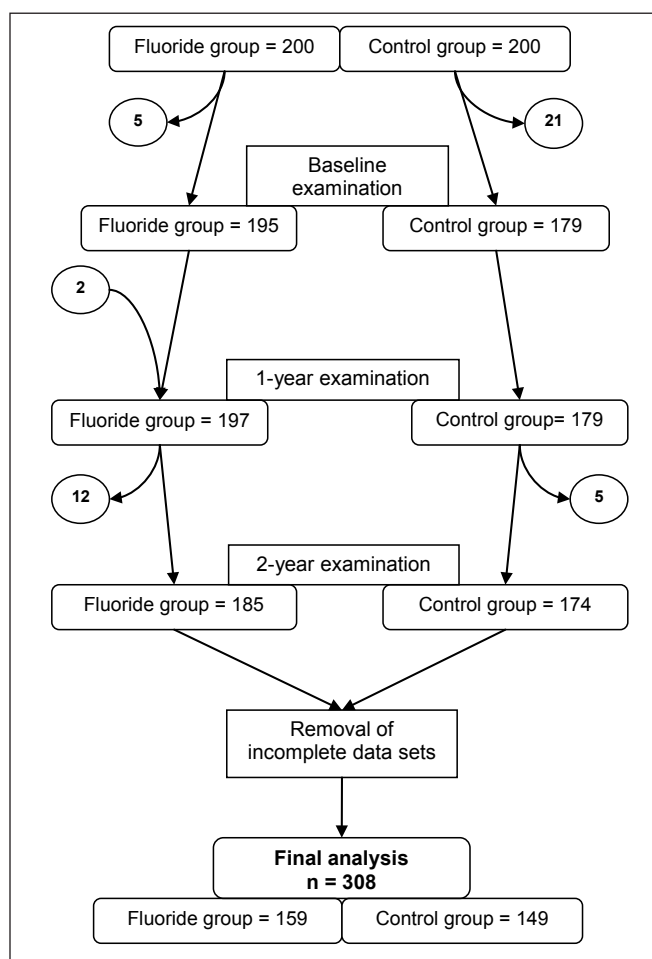 Fluoride group = 200
Control group = 200
5
21
Baseline
examination
Fluoride group = 195
Control group = 179
2
1-year examination
Fluoride group = 197
Control group= 179
12
5
2-year examination
Fluoride group = 185
Control group = 174
Removal of
incomplete data sets
Final analysis
n = 308
Fluoride group = 159
Control group = 149